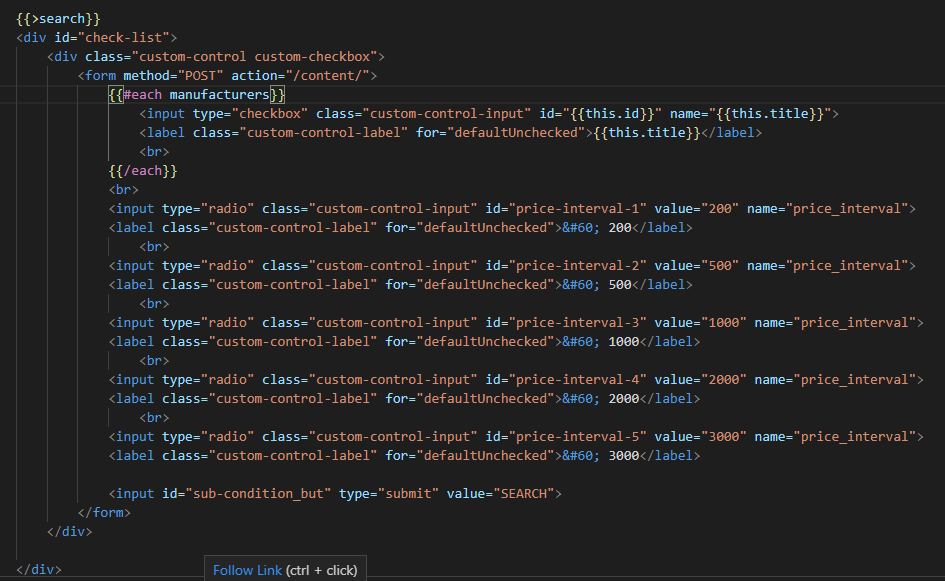 {{>search}}
<div id="check-list">
<div class="custom-control custom-checkbox">
<form method="POST" action="/content/">
{{#each manufacturers}}
<input type="checkbox" class="custom-control-input" id="{{this.id}}" name="{{this.title}}">
<label class="custom-control-label" for="defaultUnchecked">{{this.title}}</label>
<br>
{{/each}}
<br>
<input type="radio" class="custom-control-input" id="price-interval-1" value="200" name="price_interval">
<label class="custom-control-label" for="defaultUnchecked">&#60; 200</label>
<br>
<input type="radio" class="custom-control-input" id="price-interval-2" value="500" name="price_interval">
<label class="custom-control-label" for="defaultUnchecked">&#60; 500</label>
<br>
<input type="radio" class="custom-control-input" id="price-interval-3" value="1000" name="price_interval">
<label class="custom-control-label" for="defaultUnchecked">&#60; 1000</label>
<br>
<input type="radio" class="custom-control-input" id="price-interval-4" value="2000" name="price_interval">
<label class="custom-control-label" for="defaultUnchecked">&#60; 2000</label>
<br>
<input type="radio" class="custom-control-input" id="price-interval-5" value="3000" name="price_interval">
<label class="custom-control-label" for="defaultUnchecked">&#60; 3000</label>
<input id="sub-condition_but" type="submit" value="SEARCH">
</form>
</div>
</div>
Follow Link (ctrl + click)